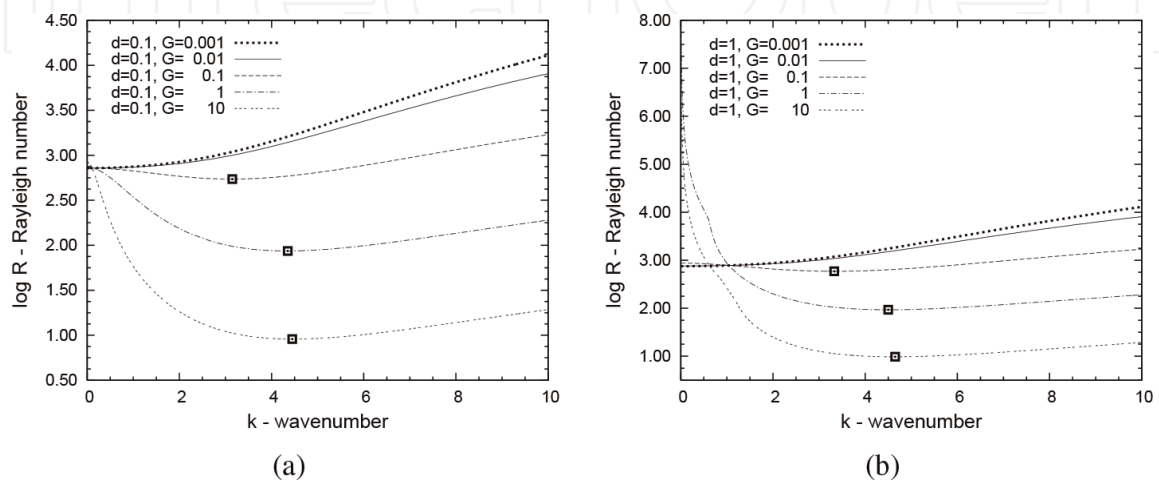 4.50
4.00
3.50
3.00
2.50
2.00
1.50
1.00
0.50
log R - Rayleigh number
d=0.1, G=0.001
d=0.1, G= 0.01
d=0.1, G= 0.1
d=0.1, G= 1
d=0.1, G= 10
0 2 4 6 8 10
k - wavenumber
(a)
8.00
7.00
6.00
5.00
4.00
3.00
2.00
1.00
log R - Rayleigh number
d=1, G=0.001
d=1, G= 0.01
d=1, G= 0.1
d=1, G= 1
d=1, G= 10
0 2 4 6 8 10
k - wavenumber
(b)